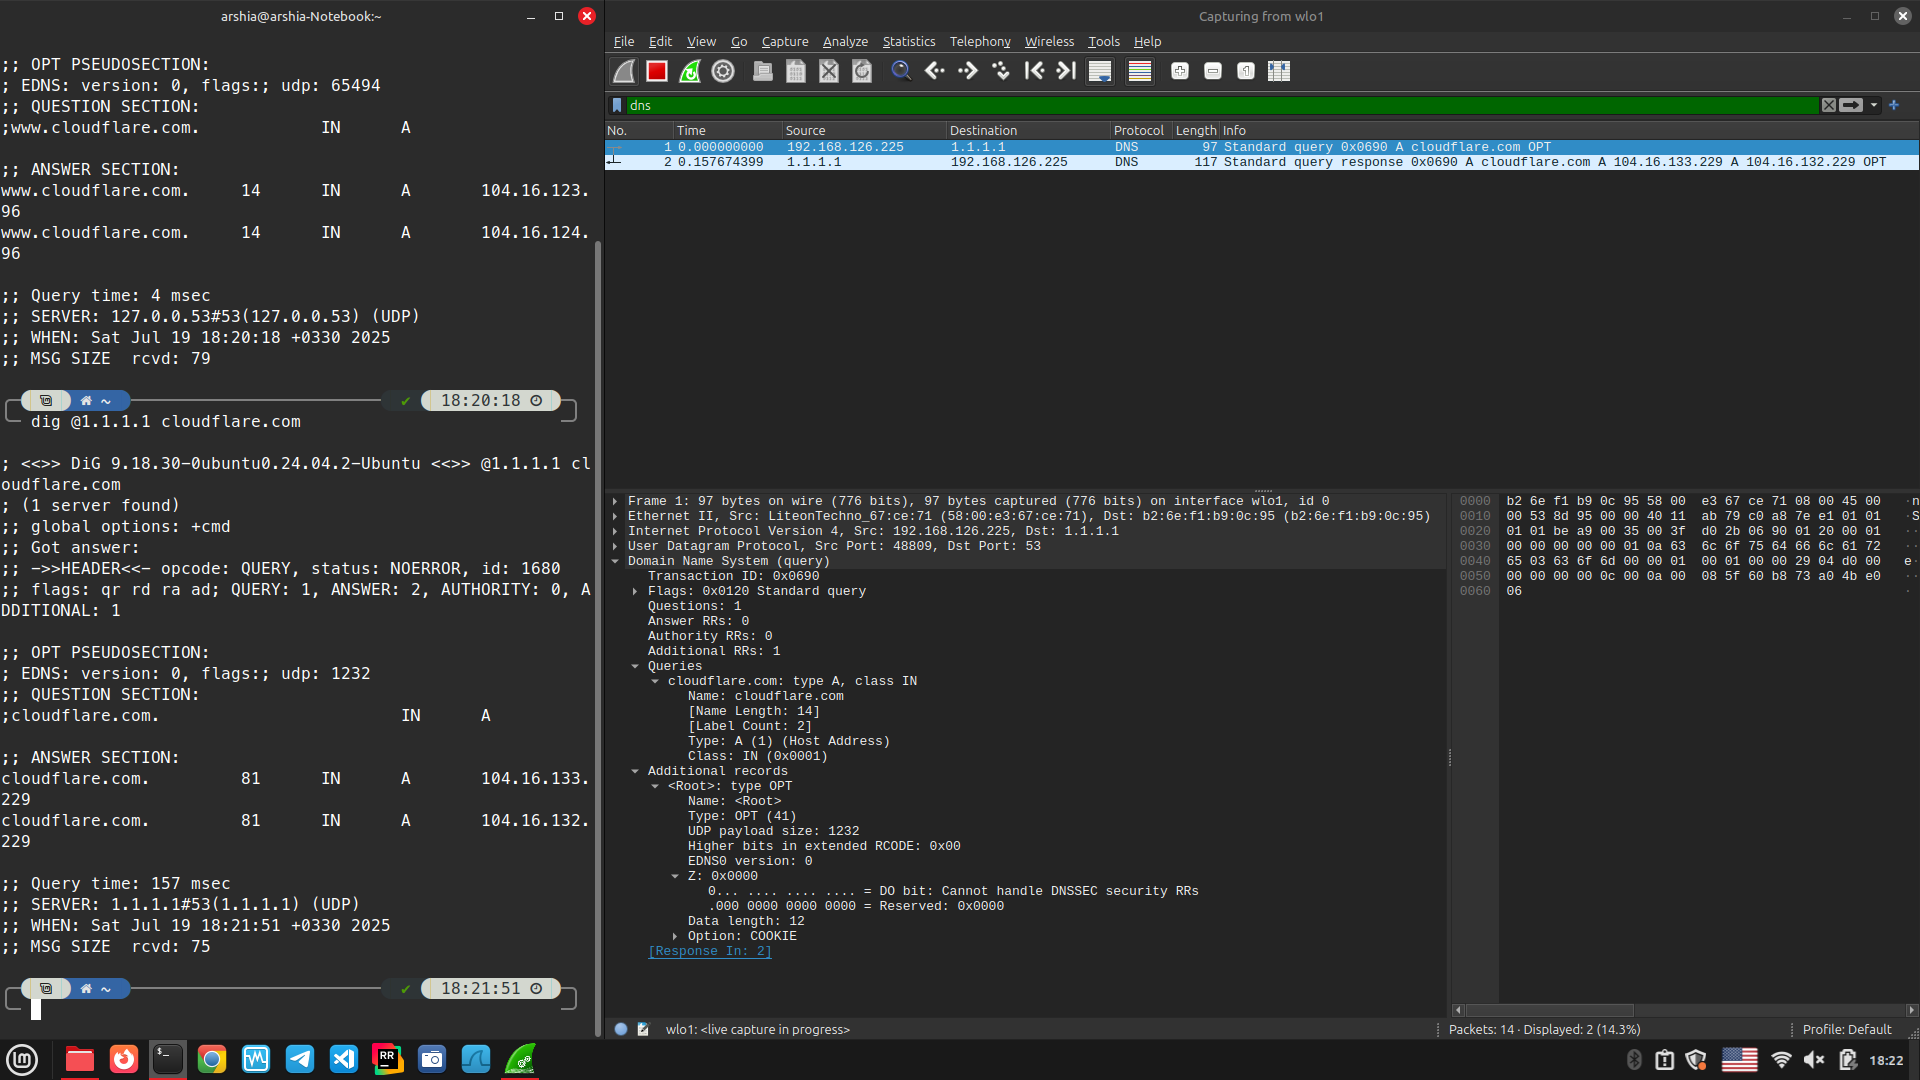 arshia@arshia-Notebook:~
;; OPT PSEUDOSECTION:
; EDNS: version: 0, flags:; udp: 65494
;; QUESTION SECTION:
;www.cloudflare.com. IN A
;; ANSWER SECTION:
www.cloudflare.com. 14 IN A 104.16.123.
96
www.cloudflare.com. 14 IN A 104.16.124.
96
;; Query time: 4 msec
;; SERVER: 127.0.0.53#53(127.0.0.53) (UDP)
;; WHEN: Sat Jul 19 18:20:18 +0330 2025
;; MSG SIZE rcvd: 79
~ ✔ 18:20:18
dig @1.1.1.1 cloudflare.com
; <<>> DiG 9.18.30-0ubuntu0.24.04.2-Ubuntu <<>> @1.1.1.1 cl
oudflare.com
; (1 server found)
;; global options: +cmd
;; Got answer:
;; ->>HEADER<<- opcode: QUERY, status: NOERROR, id: 1680
;; flags: qr rd ra ad; QUERY: 1, ANSWER: 2, AUTHORITY: 0, A
DDITIONAL: 1
;; OPT PSEUDOSECTION:
; EDNS: version: 0, flags:; udp: 1232
;; QUESTION SECTION:
;cloudflare.com. IN A
;; ANSWER SECTION:
cloudflare.com. 81 IN A 104.16.133.
229
cloudflare.com. 81 IN A 104.16.132.
229
;; Query time: 157 msec
;; SERVER: 1.1.1.1#53(1.1.1.1) (UDP)
;; WHEN: Sat Jul 19 18:21:51 +0330 2025
;; MSG SIZE rcvd: 75
~ ✔ 18:21:51
Capturing from wlo1
File Edit View Go Capture Analyze Statistics Telephony Wireless Tools Help
dns
No. Time Source Destination Protocol Length Info
1 0.000000000 192.168.126.225 1.1.1.1 DNS 97 Standard query 0x0690 A cloudflare.com OPT
2 0.157674399 1.1.1.1 192.168.126.225 DNS 117 Standard query response 0x0690 A cloudflare.com A 104.16.133.229 A 104.16.132.229 OPT
Frame 1: 97 bytes on wire (776 bits), 97 bytes captured (776 bits) on interface wlo1, id 0
Ethernet II, Src: LiteonTechno_67:ce:71 (58:00:e3:67:ce:71), Dst: b2:6e:f1:b9:0c:95 (b2:6e:f1:b9:0c:95)
Internet Protocol Version 4, Src: 192.168.126.225, Dst: 1.1.1.1
User Datagram Protocol, Src Port: 48809, Dst Port: 53
Domain Name System (query)
Transaction ID: 0x0690
Flags: 0x0120 Standard query
Questions: 1
Answer RRs: 0
Authority RRs: 0
Additional RRs: 1
Queries
cloudflare.com: type A, class IN
Name: cloudflare.com
[Name Length: 14]
[Label Count: 2]
Type: A (1) (Host Address)
Class: IN (0x0001)
Additional records
<Root>: type OPT
Name: <Root>
Type: OPT (41)
UDP payload size: 1232
Higher bits in extended RCODE: 0x00
EDNS0 version: 0
Z: 0x0000
0... .... .... .... = DO bit: Cannot handle DNSSEC security RRs
.000 0000 0000 0000 = Reserved: 0x0000
Data length: 12
Option: COOKIE
[Response In: 2]
0000 b2 6e f1 b9 0c 95 58 00 e3 67 ce 71 08 00 45 00 ·n
0010 00 53 8d 95 00 00 40 11 ab 79 c0 a8 7e e1 01 01 ·S
0020 01 01 be a9 00 35 00 3f d0 2b 06 90 01 20 00 01 ··
0030 00 00 00 00 00 01 0a 63 6c 6f 75 64 66 6c 61 72 ··
0040 65 03 63 6f 6d 00 00 01 00 01 00 00 29 04 d0 00 e·
0050 00 00 00 00 0c 00 0a 00 08 5f 60 b8 73 a0 4b e0 ··
0060 06 ·
wlo1: <live capture in progress> Packets: 14 · Displayed: 2 (14.3%) Profile: Default
RR
18:22